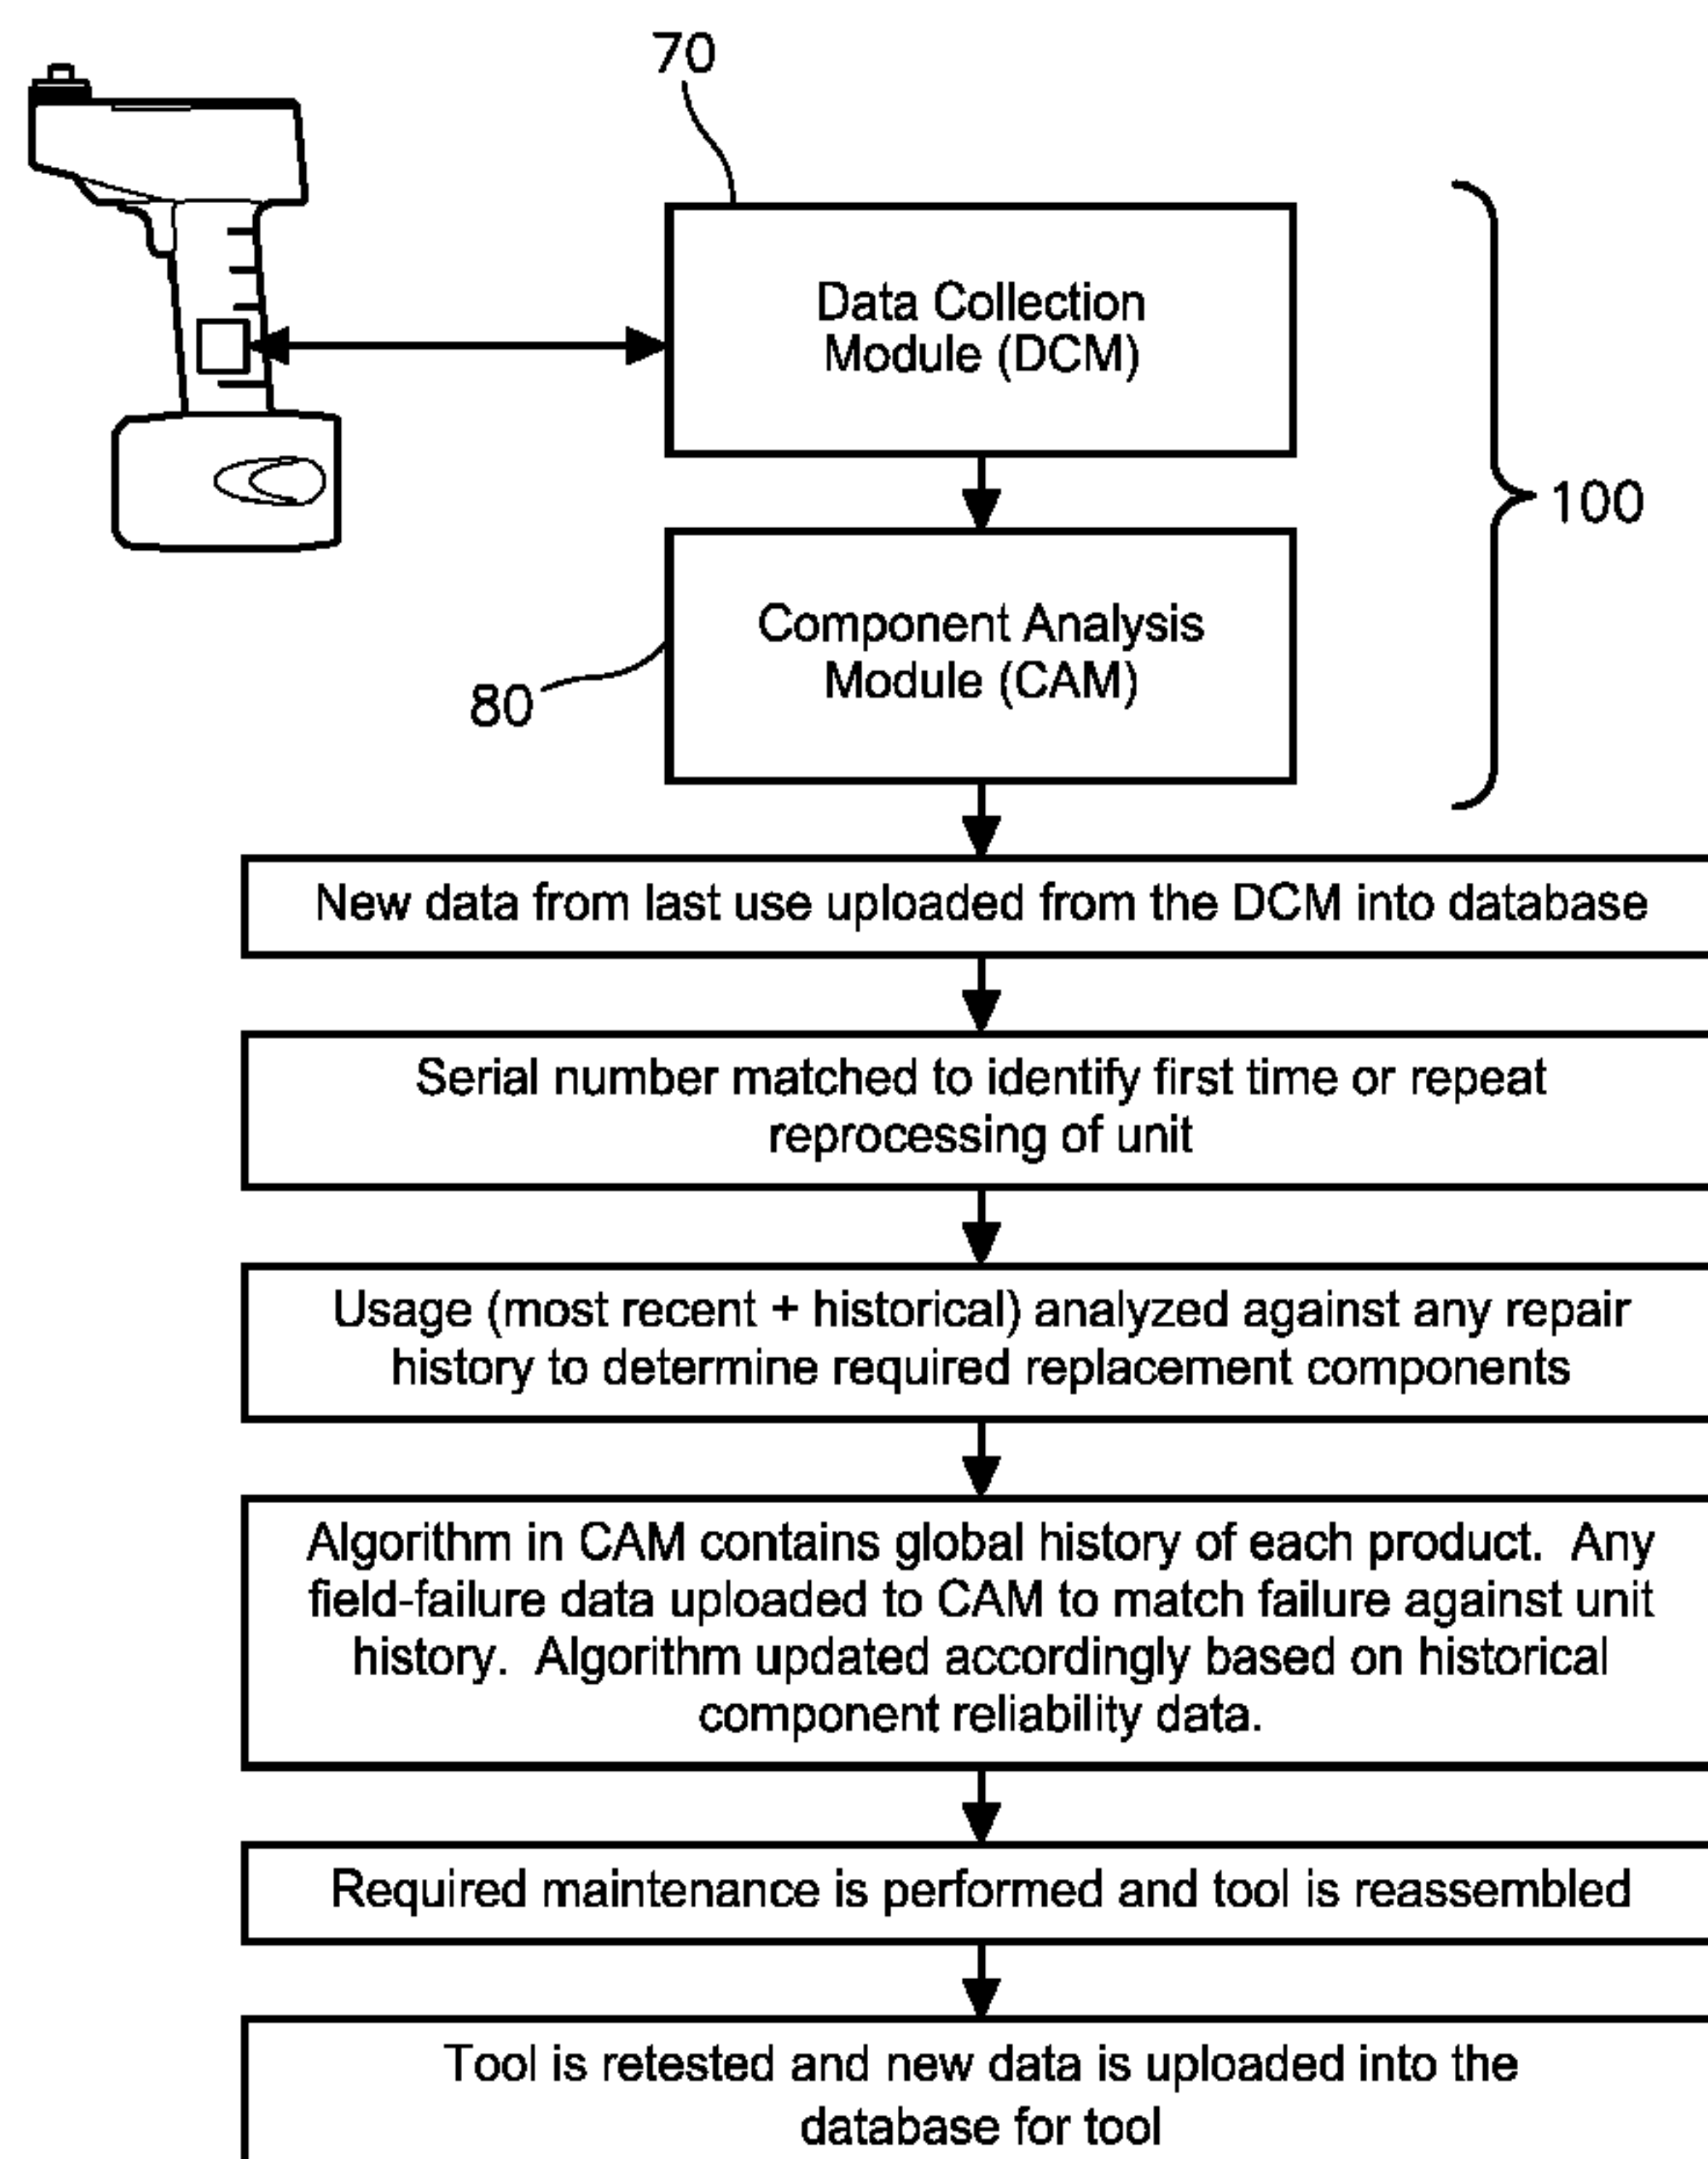 70
Data Collection
Module (DCM)
100
Component Analysis
Module (CAM)
80
New data from last use uploaded from the DCM into database
Serial number matched to identify first time or repeat
reprocessing of unit
Usage (most recent + historical) analyzed against any repair
history to determine required replacement components
Algorithm in CAM contains global history of each product.  Any
field-failure data uploaded to CAM to match failure against unit
history.  Algorithm updated accordingly based on historical
component reliability data.
Required maintenance is performed and tool is reassembled
Tool is retested and new data is uploaded into the
database for tool